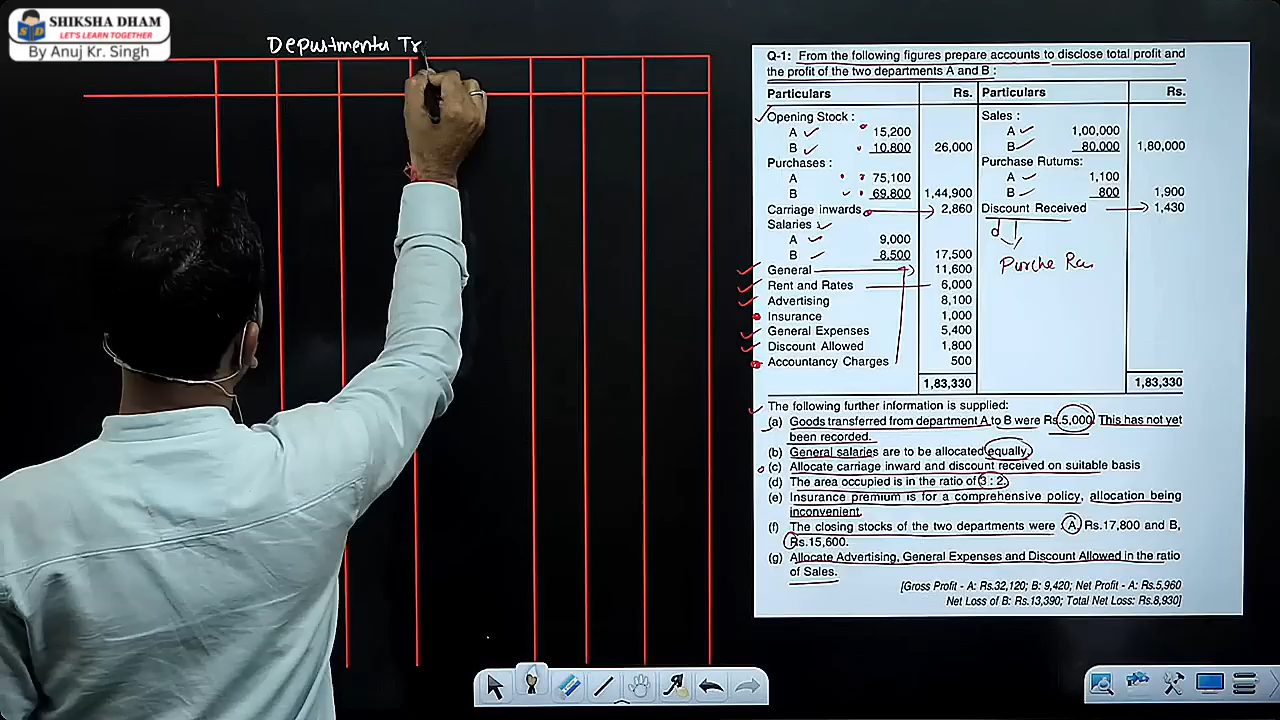 SHIKSHA DHAM
LET'S LEARN TOGETHER
By Anuj Kr. Singh
Departmental Tr
Q-1: From the following figures prepare accounts to disclose total profit and
the profit of the two departments A and B :
Particulars Rs. Particulars Rs.
Opening Stock : Sales :
A 15,200 A 1,00,000
B 10.800 26,000 B 80.000 1,80,000
Purchases : Purchase Ruturns:
A 75,100 A 1,100
B 69.800 1,44,900 B 800 1,900
Carriage inwards 2,860 Discount Received 1,430
Salaries :
A 9,000
B 8,500 17,500
General 11,600 Purche Ra.
Rent and Rates 6,000
Advertising 8,100
Insurance 1,000
General Expenses 5,400
Discount Allowed 1,800
Accountancy Charges 500
1,83,330 1,83,330
The following further information is supplied:
(a) Goods transferred from department A to B were Rs.5,000. This has not yet
been recorded.
(b) General salaries are to be allocated equally.
(c) Allocate carriage inward and discount received on suitable basis
(d) The area occupied is in the ratio of 3 : 2.
(e) Insurance premium is for a comprehensive policy, allocation being
inconvenient.
(f) The closing stocks of the two departments were A Rs.17,800 and B,
Rs.15,600.
(g) Allocate Advertising, General Expenses and Discount Allowed in the ratio
of Sales.
[Gross Profit - A: Rs.32,120; B: 9,420; Net Profit - A: Rs.5,960
Net Loss of B: Rs.13,390; Total Net Loss: Rs.8,930]